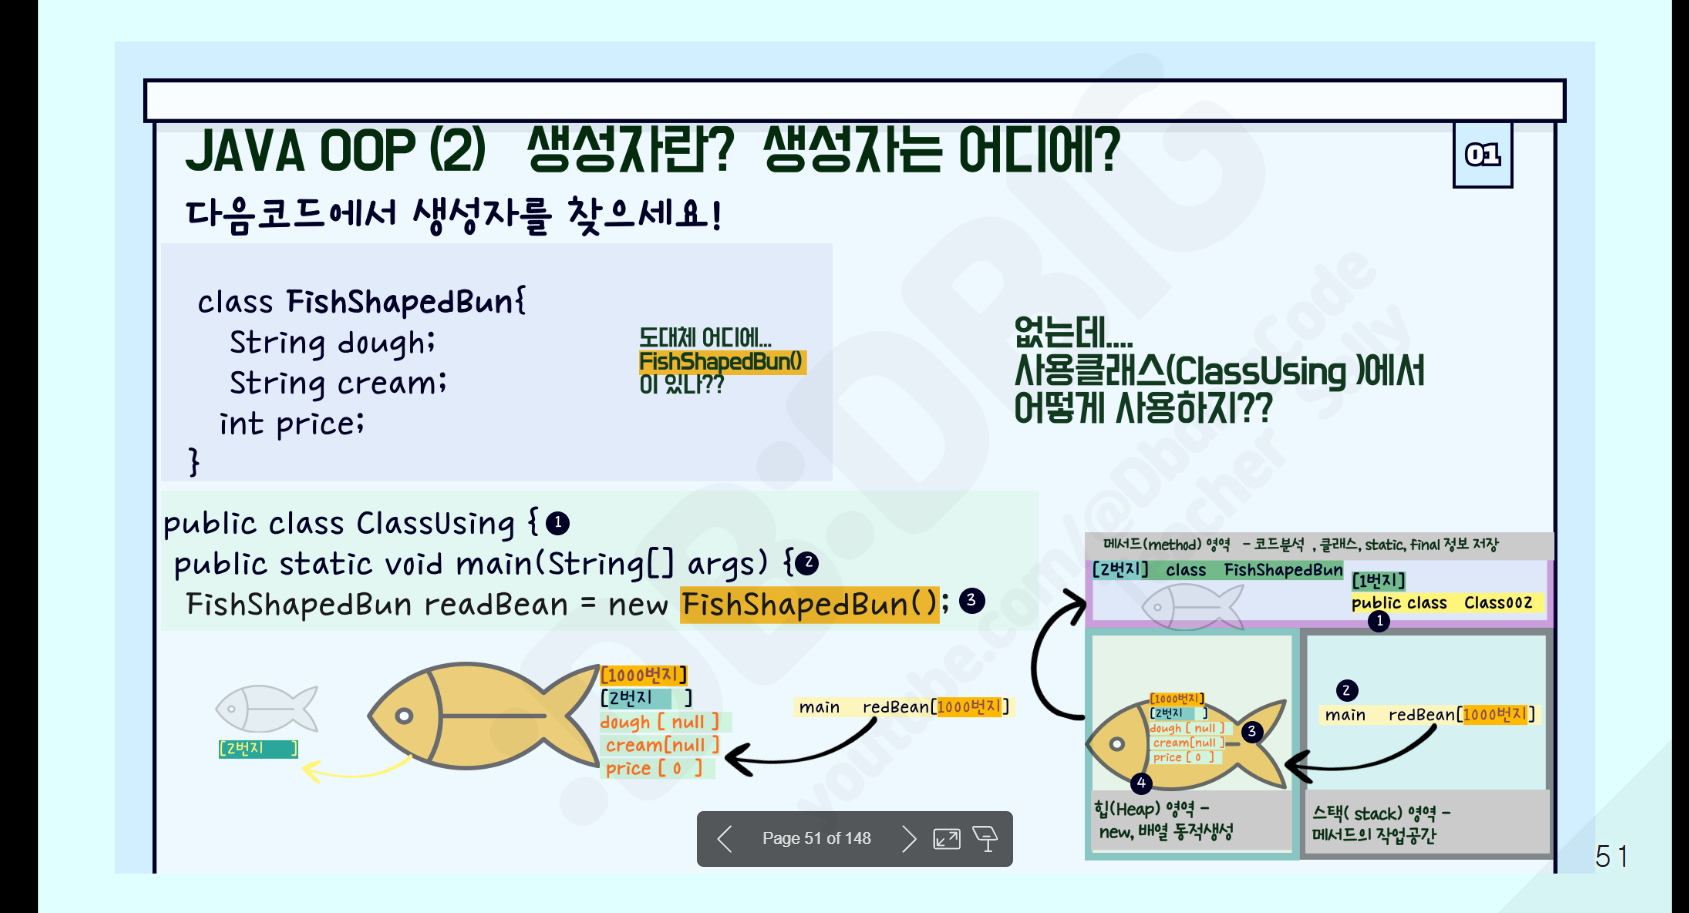 JAVA OOP (2) 생성자란? 생성자는 어디에?
01
다음코드에서 생성자를 찾으세요!
class FishShapedBun{
String dough;
String cream;
int price;
}
도대체 어디에...
FishShapedBun()
이 있나??
없는데....
사용클래스(ClassUsing )에서
어떻게 사용하지??
public class ClassUsing { 1
public static void main(String[] args) { 2
FishShapedBun readBean = new FishShapedBun(); 3
[2번지 ]
[1000번지]
[2번지 ]
dough [ null ]
cream[null ]
price [ 0 ]
main redBean[1000번지]
메서드(method) 영역 - 코드분석 , 클래스, static, final 정보 저장
[2번지] class FishShapedBun
[1번지]
public class Class002
1
[1000번지]
[2번지 ]
dough [ null ]
cream[null ]
price [ 0 ]
3
4
힙(Heap) 영역 -
new, 배열 동적생성
2
main redBean[1000번지]
스택( stack) 영역 -
메서드의 작업공간
Page 51 of 148
51
DB:DBIG